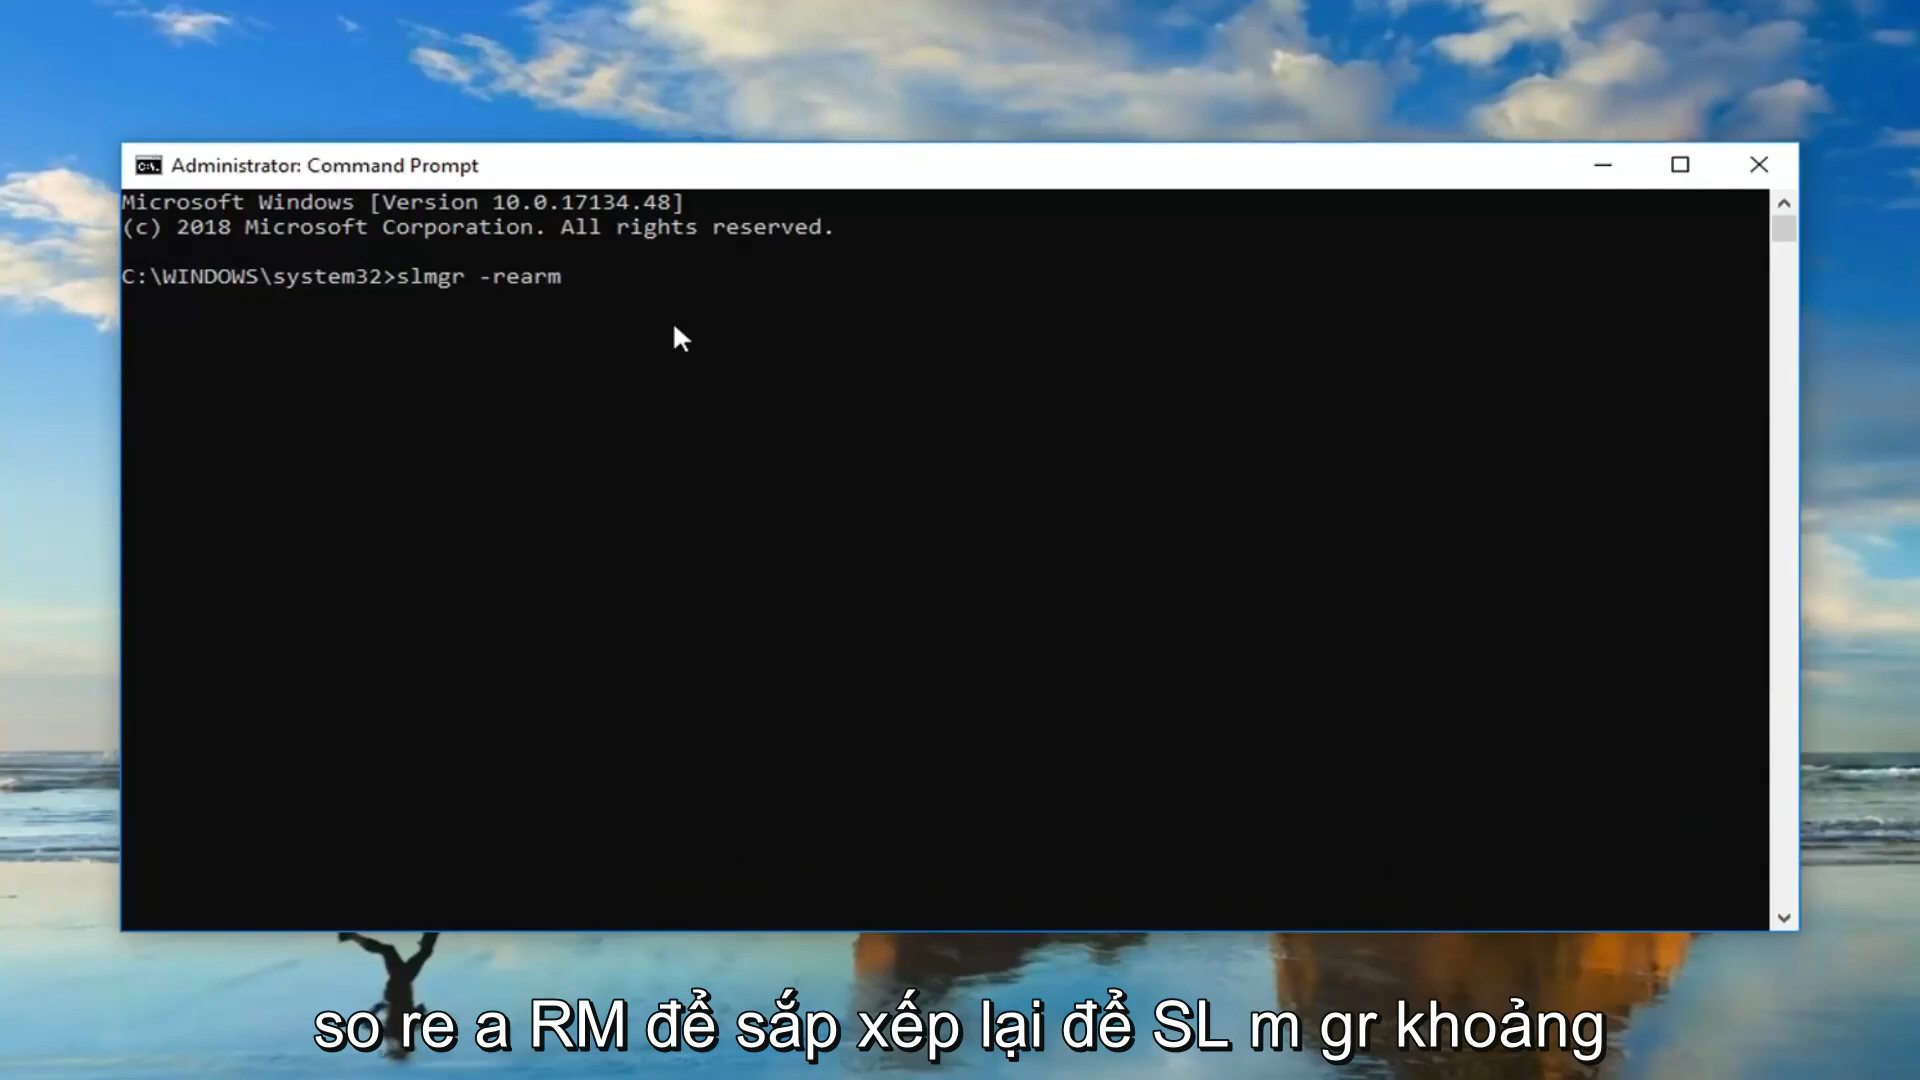 Administrator: Command Prompt
Microsoft Windows [Version 10.0.17134.48]
(c) 2018 Microsoft Corporation. All rights reserved.
C:\WINDOWS\system32>slmgr -rearm
so re a RM để sắp xếp lại để SL m gr khoảng